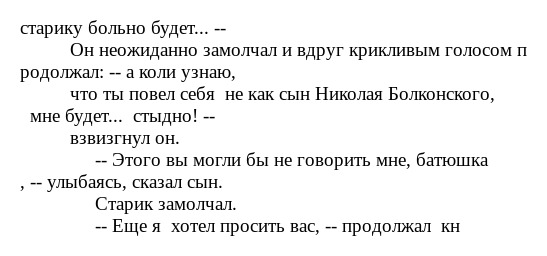 старику больно будет... --
Он неожиданно замолчал и вдруг крикливым голосом п
родолжал: -- а коли узнаю,
что ты повел себя  не как сын Николая Болконского,
мне будет...  стыдно! --
взвизгнул он.
-- Этого вы могли бы не говорить мне, батюшка
, -- улыбаясь, сказал сын.
Старик замолчал.
-- Еще я  хотел просить вас, -- продолжал  кн